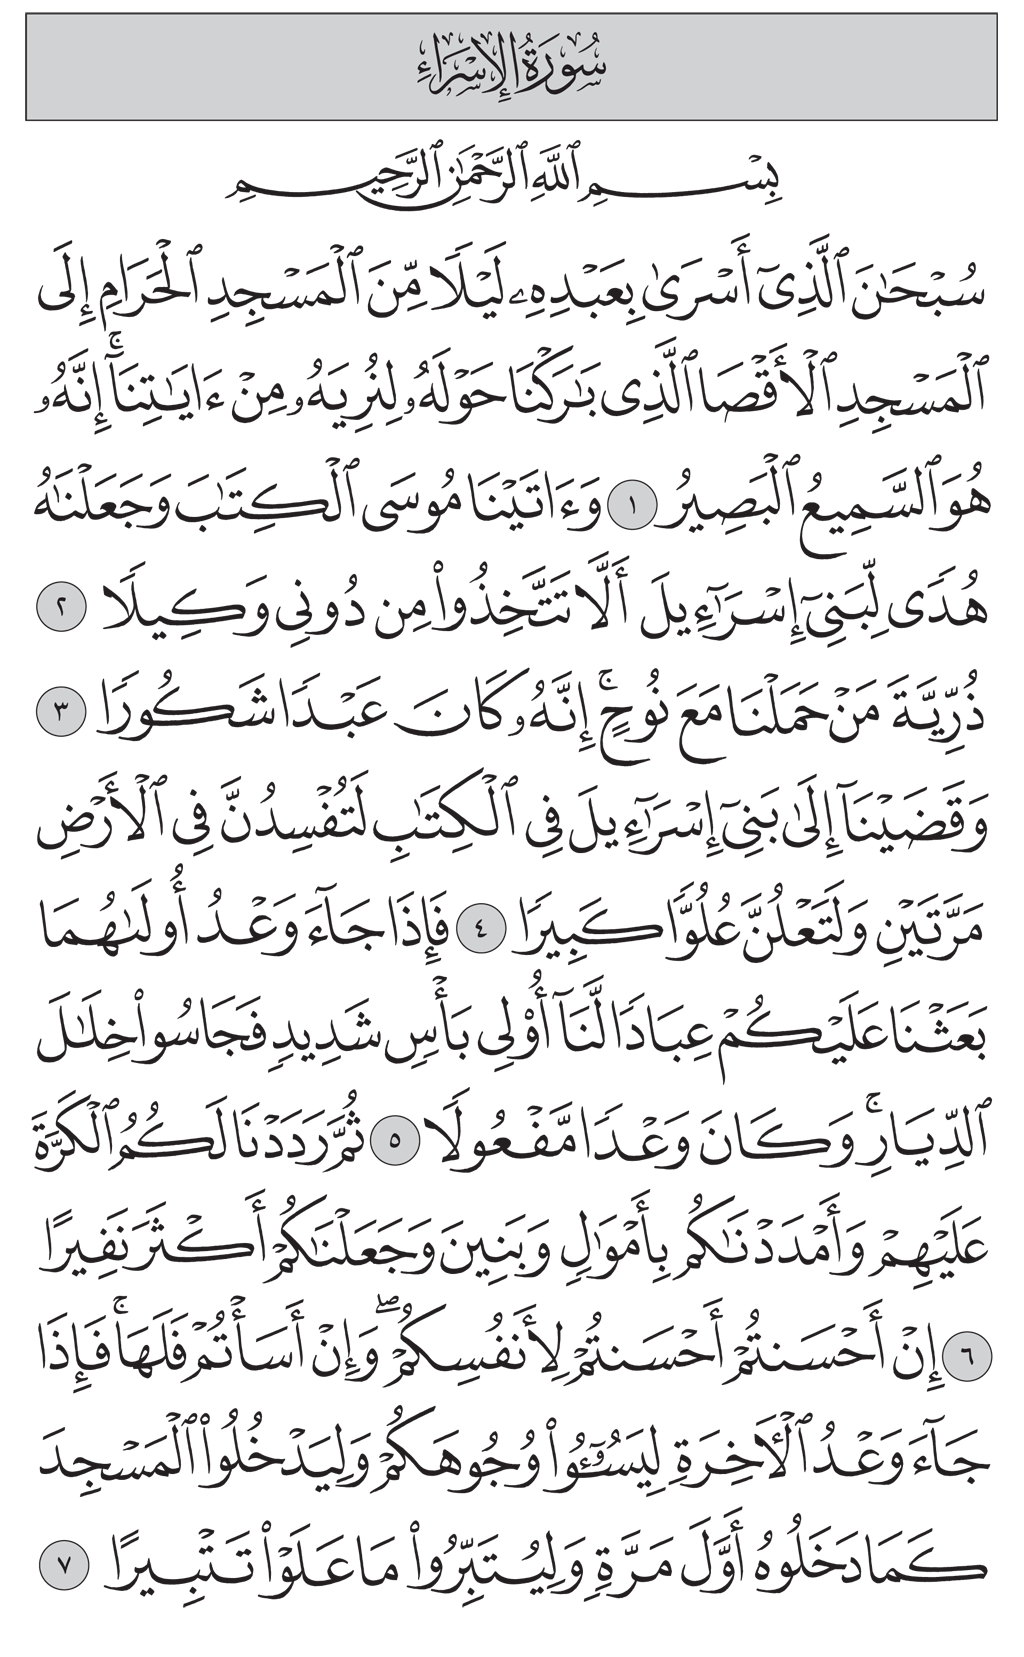 سُورَةُ الإِسْرَاءِ
بِسْمِ ٱللَّهِ ٱلرَّحْمَٰنِ ٱلرَّحِيمِ
سُبْحَٰنَ ٱلَّذِىٓ أَسْرَىٰ بِعَبْدِهِۦ لَيْلًا مِّنَ ٱلْمَسْجِدِ ٱلْحَرَامِ إِلَى
ٱلْمَسْجِدِ ٱلْأَقْصَا ٱلَّذِى بَٰرَكْنَا حَوْلَهُۥ لِنُرِيَهُۥ مِنْ ءَايَٰتِنَآ ۚ إِنَّهُۥ
هُوَ ٱلسَّمِيعُ ٱلْبَصِيرُ ١ وَءَاتَيْنَا مُوسَى ٱلْكِتَٰبَ وَجَعَلْنَٰهُ
هُدًى لِّبَنِىٓ إِسْرَٰٓءِيلَ أَلَّا تَتَّخِذُوا۟ مِن دُونِى وَكِيلًا ٢
ذُرِّيَّةَ مَنْ حَمَلْنَا مَعَ نُوحٍ ۚ إِنَّهُۥ كَانَ عَبْدًا شَكُورًا ٣
وَقَضَيْنَآ إِلَىٰ بَنِىٓ إِسْرَٰٓءِيلَ فِى ٱلْكِتَٰبِ لَتُفْسِدُنَّ فِى ٱلْأَرْضِ
مَرَّتَيْنِ وَلَتَعْلُنَّ عُلُوًّا كَبِيرًا ٤ فَإِذَا جَآءَ وَعْدُ أُولَىٰهُمَا
بَعَثْنَا عَلَيْكُمْ عِبَادًا لَّنَآ أُو۟لِى بَأْسٍ شَدِيدٍ فَجَاسُوا۟ خِلَٰلَ
ٱلدِّيَارِ ۚ وَكَانَ وَعْدًا مَّفْعُولًا ٥ ثُمَّ رَدَدْنَا لَكُمُ ٱلْكَرَّةَ
عَلَيْهِمْ وَأَمْدَدْنَٰكُم بِأَمْوَٰلٍ وَبَنِينَ وَجَعَلْنَٰكُمْ أَكْثَرَ نَفِيرًا
٦ إِنْ أَحْسَنتُمْ أَحْسَنتُمْ لِأَنفُسِكُمْ ۖ وَإِنْ أَسَأْتُمْ فَلَهَا ۚ فَإِذَا
جَآءَ وَعْدُ ٱلْـَٔاخِرَةِ لِيَسُـۥٓـُٔوا۟ وُجُوهَكُمْ وَلِيَدْخُلُوا۟ ٱلْمَسْجِدَ
كَمَا دَخَلُوهُ أَوَّلَ مَرَّةٍ وَلِيُتَبِّرُوا۟ مَا عَلَوْا۟ تَتْبِيرًا ٧